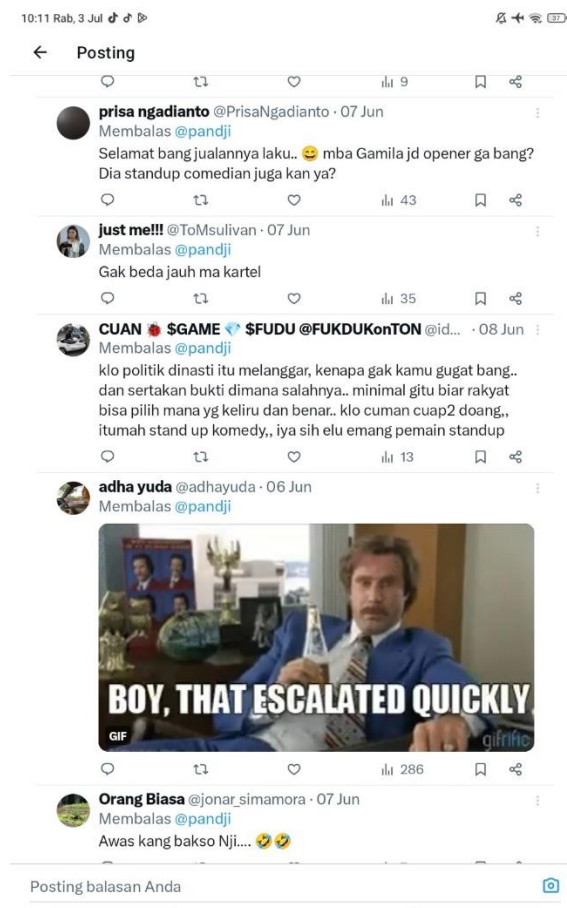 10:11 Rab, 3 Jul
37
Posting
9
prisa ngadianto @PrisaNgadianto · 07 Jun
Membalas @pandji
Selamat bang jualannya laku.. 😄 mba Gamila jd opener ga bang?
Dia standup comedian juga kan ya?
43
just me!!! @ToMsulivan · 07 Jun
Membalas @pandji
Gak beda jauh ma kartel
35
CUAN 🐞 $GAME 💎 $FUDU @FUKDUKonTON @id... · 08 Jun
Membalas @pandji
klo politik dinasti itu melanggar, kenapa gak kamu gugat bang..
dan sertakan bukti dimana salahnya.. minimal gitu biar rakyat
bisa pilih mana yg keliru dan benar.. klo cuman cuap2 doang,,
itumah stand up komedy,, iya sih elu emang pemain standup
13
adha yuda @adhayuda · 06 Jun
Membalas @pandji
BOY, THAT ESCALATED QUICKLY
GIF
gifrific
286
Orang Biasa @jonar_simamora · 07 Jun
Membalas @pandji
Awas kang bakso Nji.... 🤣🤣
Posting balasan Anda